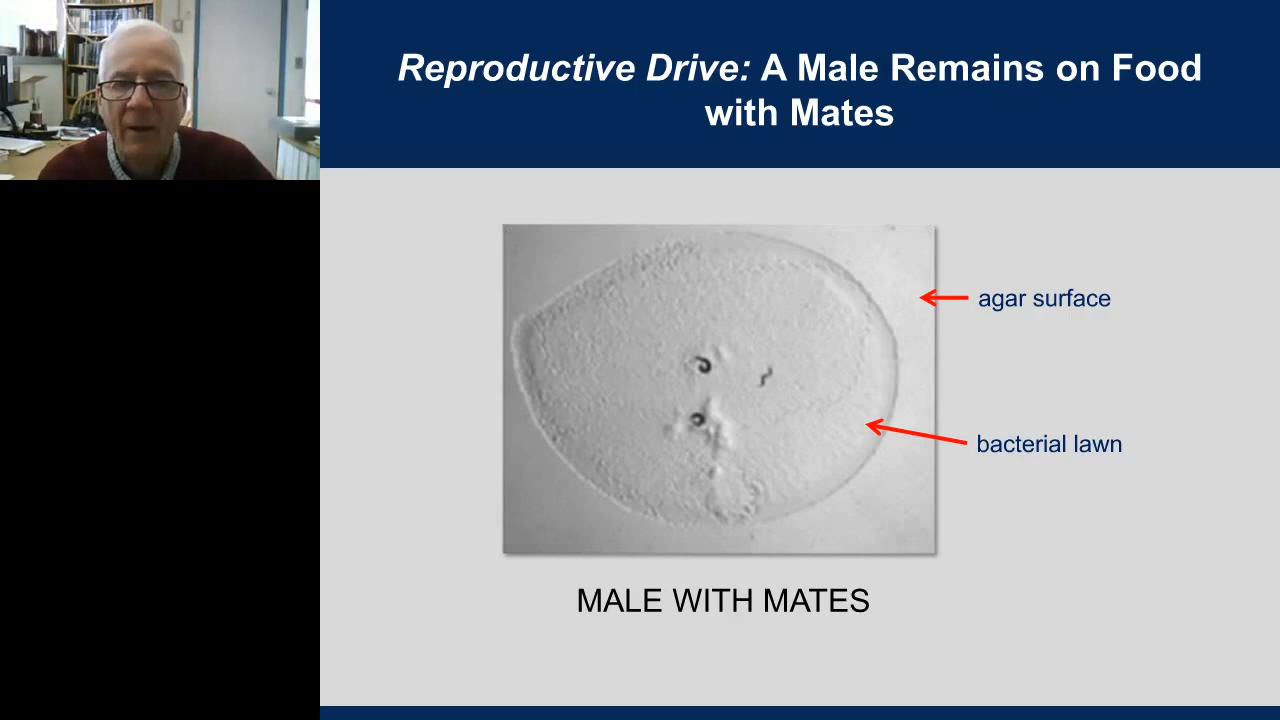 Reproductive Drive: A Male Remains on Food
with Mates
agar surface
bacterial lawn
MALE WITH MATES